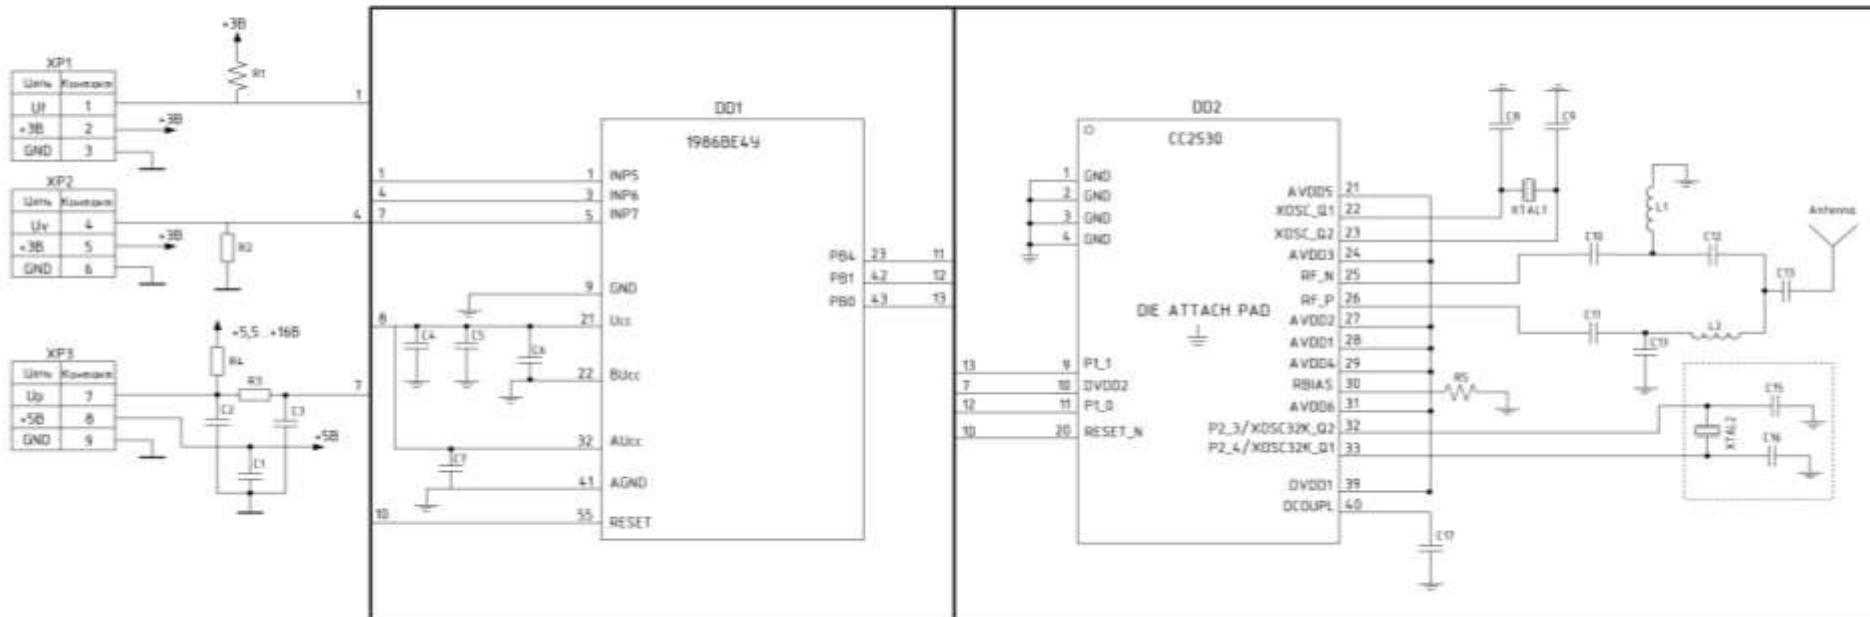 +3В
R1
XP1
Цепь Контакт
Ut 1
+3В 2
GND 3
+3В
1
XP2
Цепь Контакт
Uv 4
+3В 5
GND 6
+3В
4
R2
+5,5...+16В
R4
XP3
Цепь Контакт
Up 7
+5В 8
GND 9
R3
7
C2
C3
+5В
C1
DD1
1986ВЕ4У
1 1 INP5
4 3 INP6
7 5 INP7
PB4 23 11
PB1 42 12
PB0 43 13
9 GND
8 21 Ucc
C4
C5
C6
22 BUcc
32 AUcc
C7
41 AGND
10 55 RESET
DD2
CC2530
1 GND
2 GND
3 GND
4 GND
DIE ATTACH PAD
13 9 P1_1
7 10 DVDD2
12 11 P1_0
10 20 RESET_N
AVDD5 21
XOSC_Q1 22
XOSC_Q2 23
AVDD3 24
RF_N 25
RF_P 26
AVDD2 27
AVDD1 28
AVDD4 29
RBIAS 30
AVDD6 31
P2_3/XOSC32K_Q2 32
P2_4/XOSC32K_Q1 33
DVDD1 39
DCOUPL 40
C8
C9
XTAL1
L1
Antenna
C10
C12
C13
C11
L2
C13
R5
C15
XTAL2
C16
C17